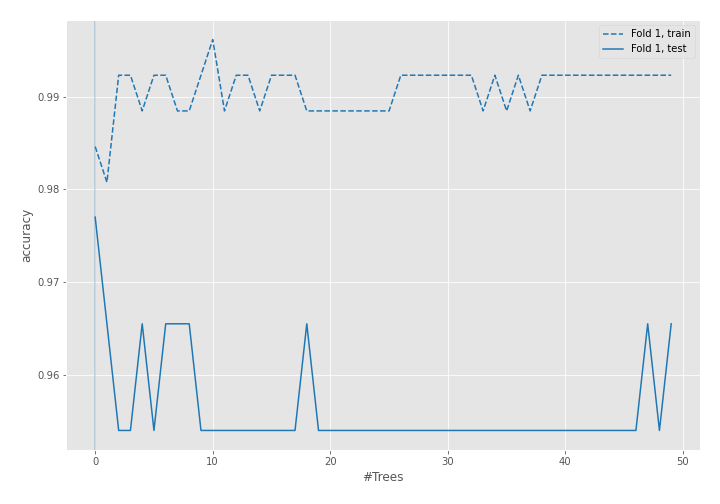 Fold 1, train
Fold 1, test
0.99
0.98
0.97
0.96
accuracy
0 10 20 30 40 50
#Trees